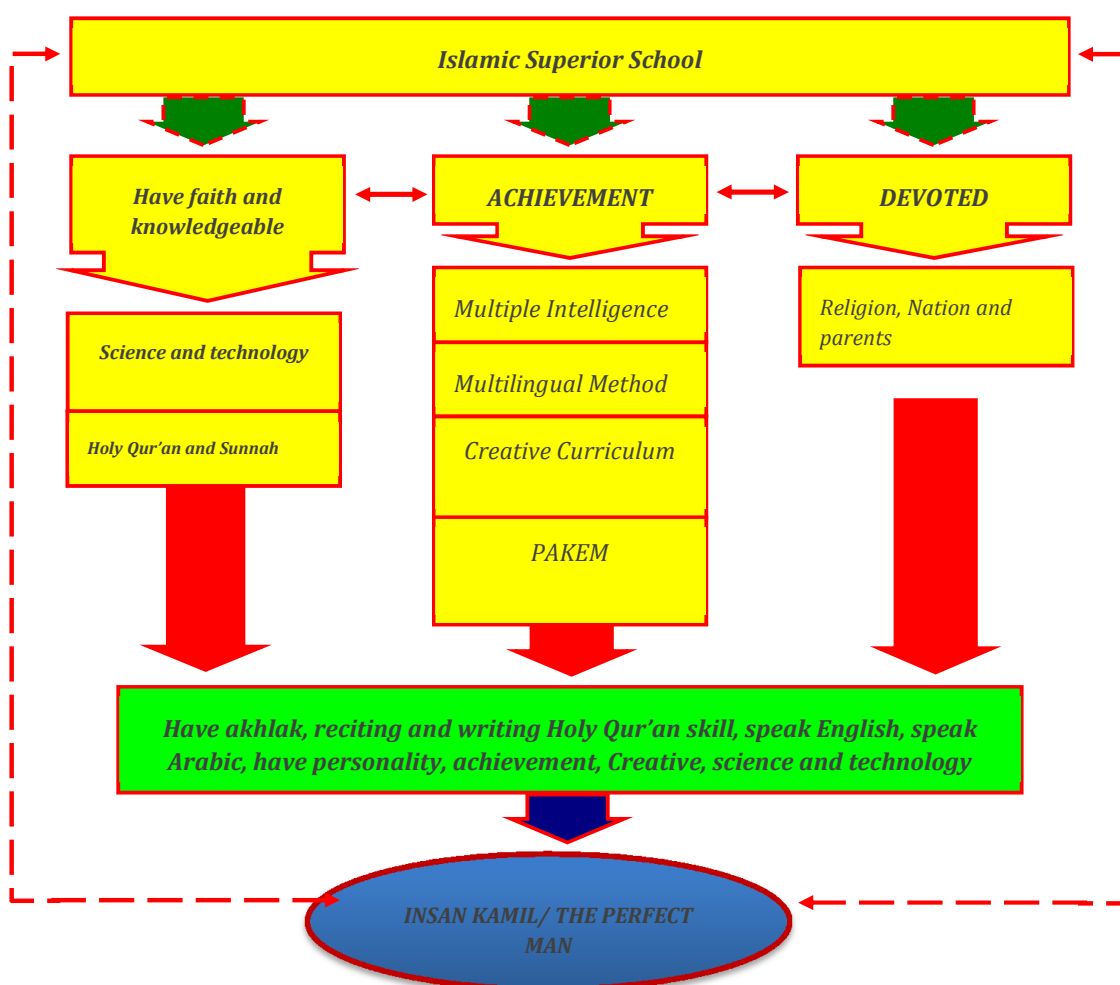 Islamic Superior School
Have faith and
knowledgeable
ACHIEVEMENT
DEVOTED
Science and technology
Holy Qur’an and Sunnah
Multiple Intelligence
Multilingual Method
Creative Curriculum
PAKEM
Religion, Nation and
parents
Have akhlak, reciting and writing Holy Qur’an skill, speak English, speak
Arabic, have personality, achievement, Creative, science and technology
INSAN KAMIL/ THE PERFECT
MAN